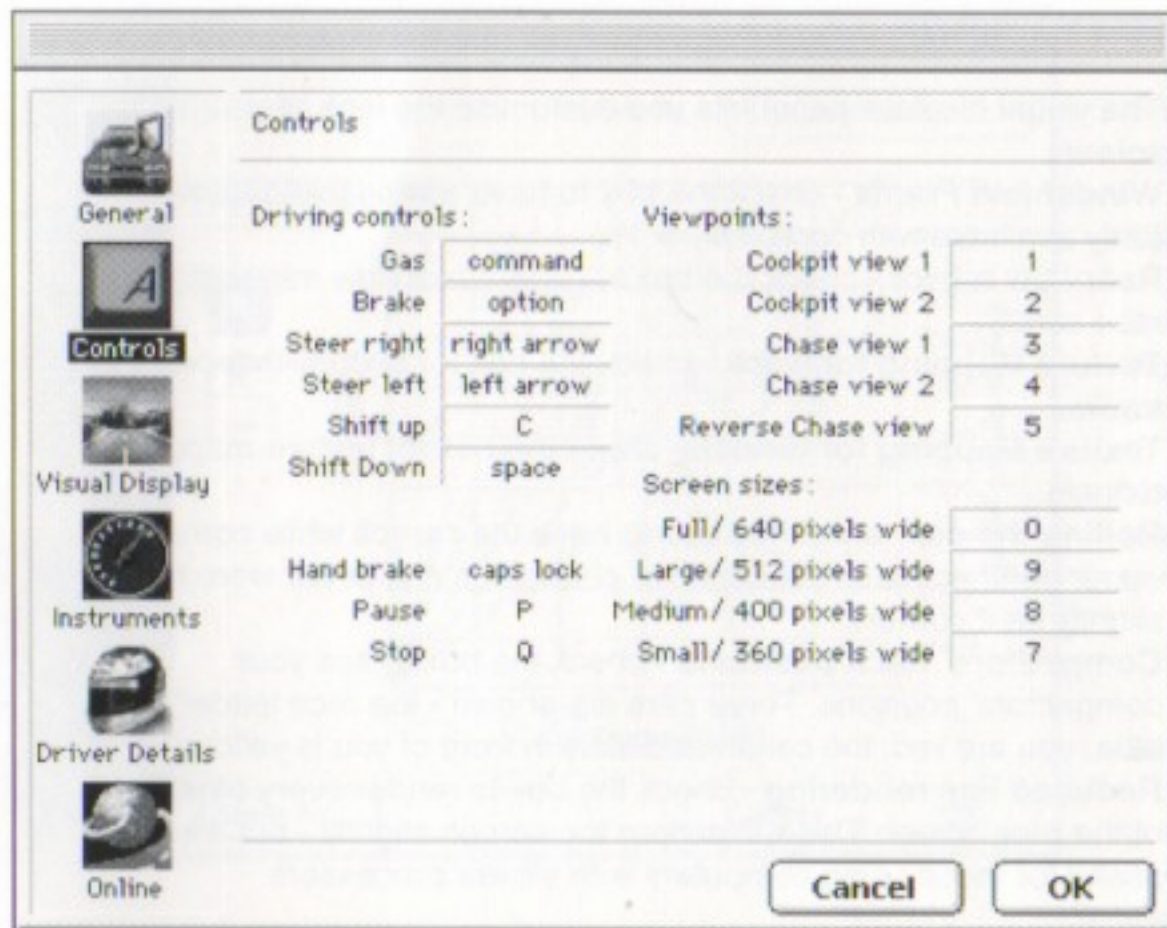 General
Controls
Visual Display
Instruments
Driver Details
Online
Controls
Driving controls:
Gas command
Brake option
Steer right right arrow
Steer left left arrow
Shift up C
Shift Down space
Hand brake caps lock
Pause P
Stop Q
Viewpoints:
Cockpit view 1 1
Cockpit view 2 2
Chase view 1 3
Chase view 2 4
Reverse Chase view 5
Screen sizes:
Full/ 640 pixels wide 0
Large/ 512 pixels wide 9
Medium/ 400 pixels wide 8
Small/ 360 pixels wide 7
Cancel OK